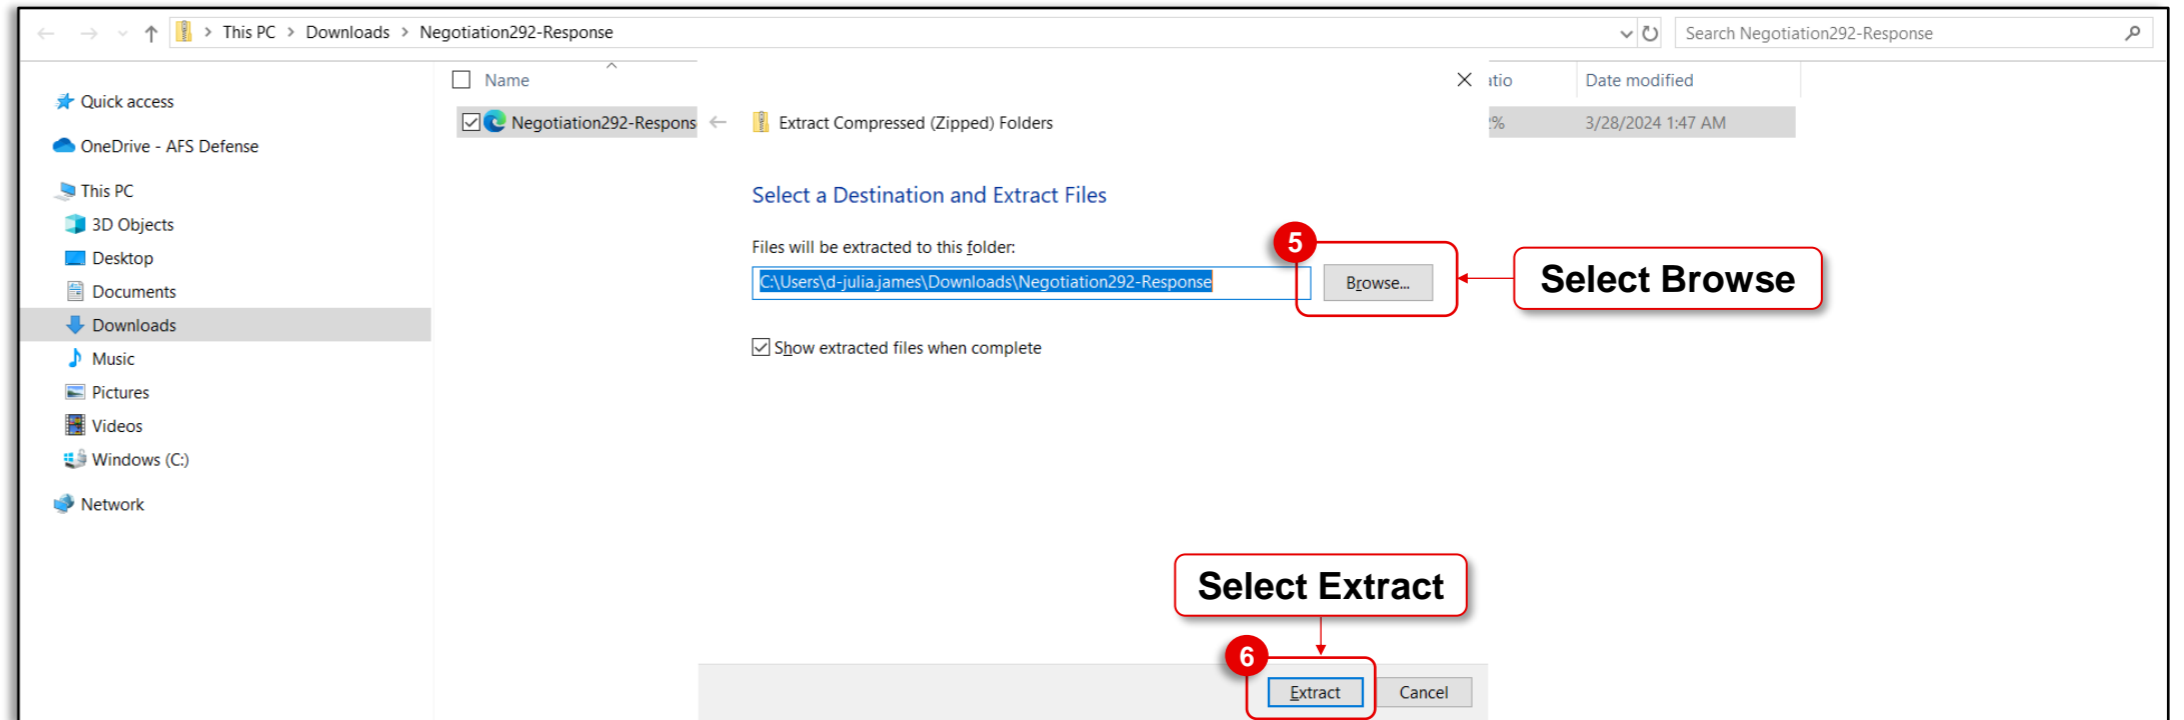 This PC > Downloads > Negotiation292-Response
Search Negotiation292-Response
Name
Date modified
Quick access
Negotiation292-Respons
Extract Compressed (Zipped) Folders
%
3/28/2024 1:47 AM
OneDrive - AFS Defense
This PC
3D Objects
Desktop
Documents
Downloads
Music
Pictures
Videos
Windows (C:)
Network
Select a Destination and Extract Files
Files will be extracted to this folder:
5
C:\Users\d-julia.james\Downloads\Negotiation292-Response
Browse...
Select Browse
Show extracted files when complete
Select Extract
6
Extract
Cancel